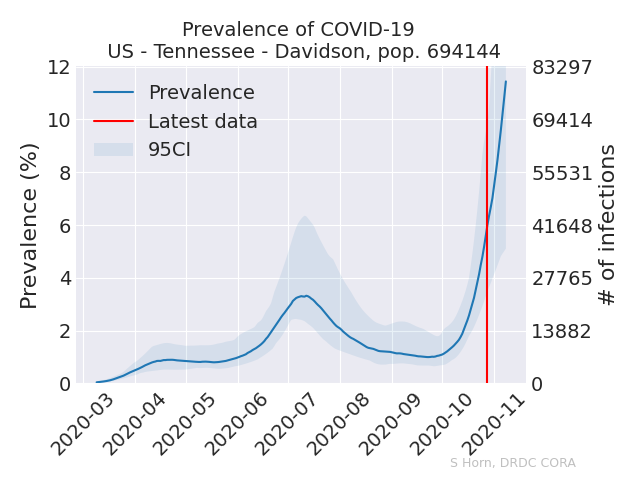 Prevalence of COVID-19
US - Tennessee - Davidson, pop. 694144
Prevalence
Latest data
95CI
Prevalence (%)
12
10
8
6
4
2
0
83297
69414
55531
41648
27765
13882
0
# of infections
2020-03
2020-04
2020-05
2020-06
2020-07
2020-08
2020-09
2020-10
2020-11
S Horn, DRDC CORA